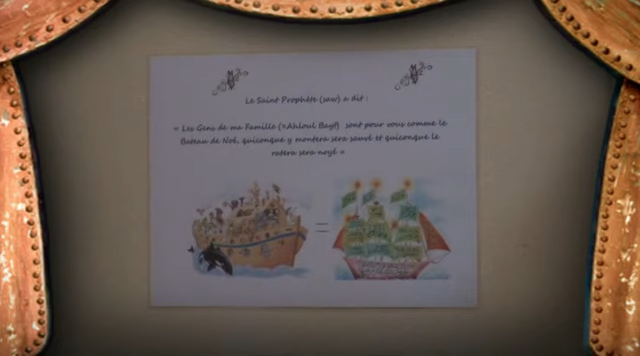 Le Saint Prophète (saw) a dit :
« Les Gens de ma Famille (»Ahloul Bayt) sont pour vous comme le
Bateau de Noé, quiconque y montera sera sauvé et quiconque le
ratera sera noyé »
=